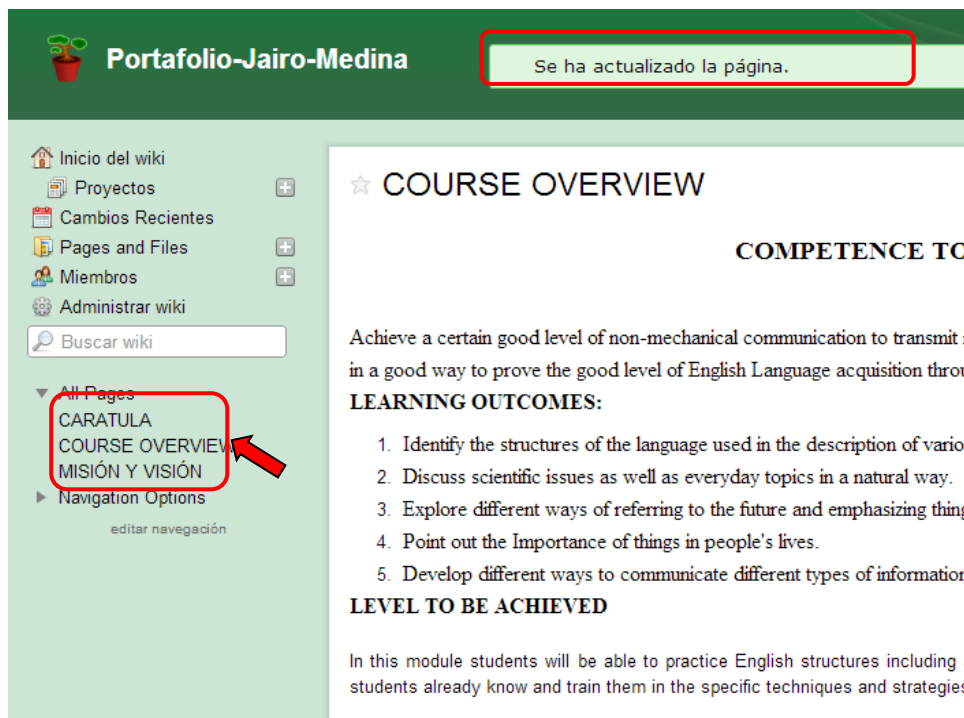 Portafolio-Jairo-Medina
Se ha actualizado la página.
Inicio del wiki
Proyectos
Cambios Recientes
Pages and Files
Miembros
Administrar wiki
Buscar wiki
All Pages
CARATULA
COURSE OVERVIEW
MISIÓN Y VISIÓN
Navigation Options
editar navegación
COURSE OVERVIEW
COMPETENCE TO
Achieve a certain good level of non-mechanical communication to transmit
in a good way to prove the good level of English Language acquisition throu
LEARNING OUTCOMES:
1. Identify the structures of the language used in the description of vario
2. Discuss scientific issues as well as everyday topics in a natural way.
3. Explore different ways of referring to the future and emphasizing thing
4. Point out the Importance of things in people's lives.
5. Develop different ways to communicate different types of information
LEVEL TO BE ACHIEVED
In this module students will be able to practice English structures including
students already know and train them in the specific techniques and strategies